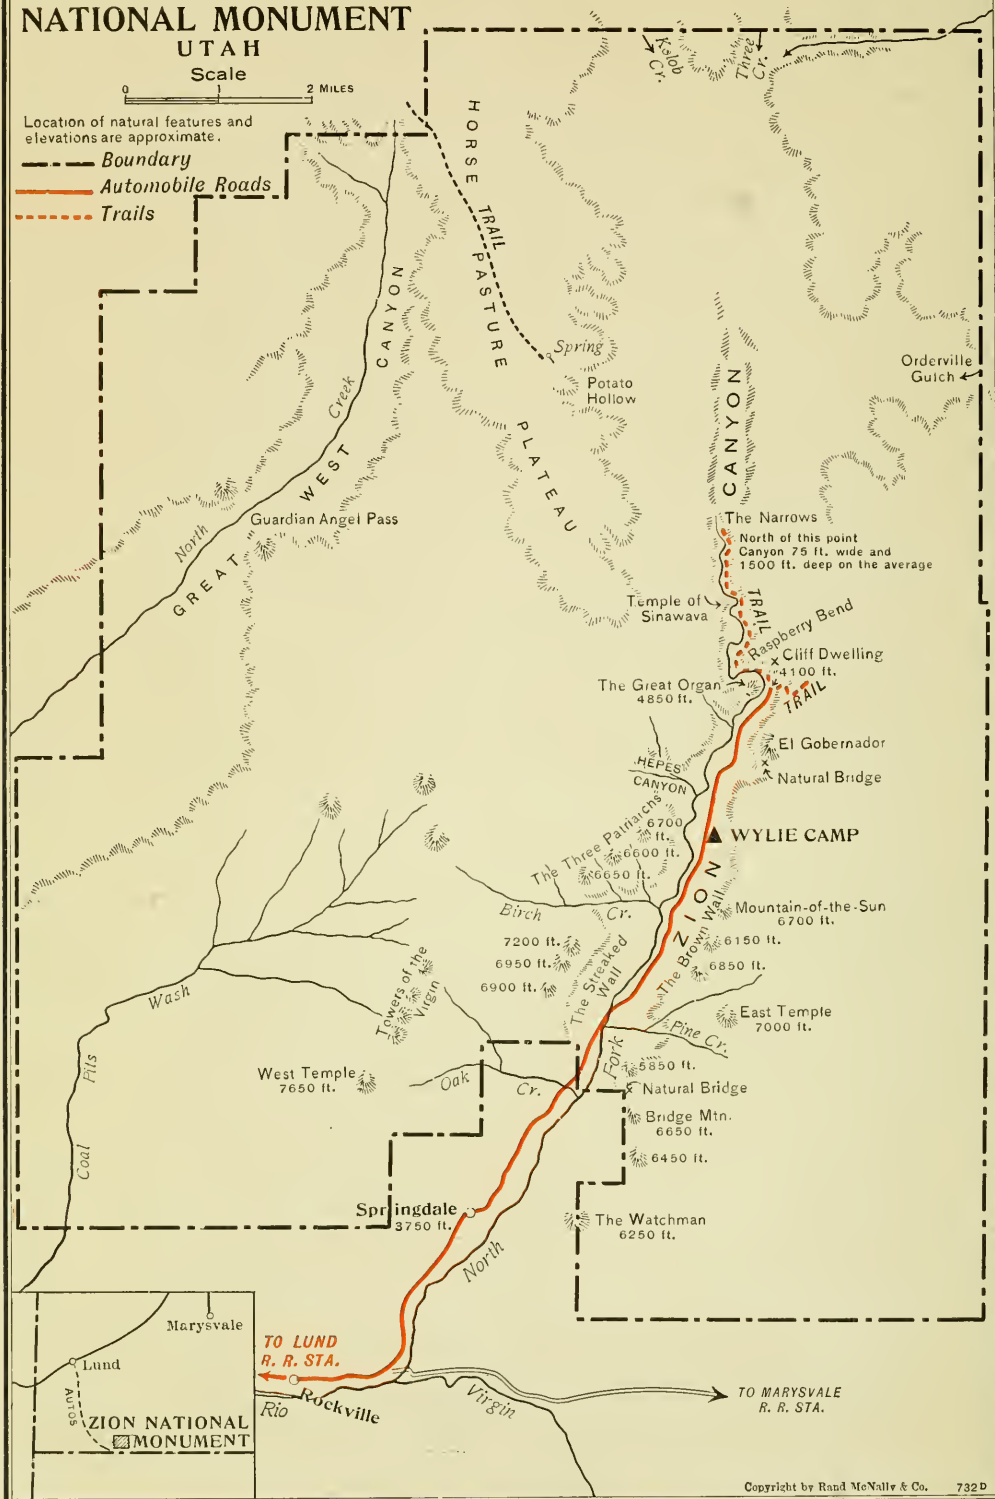 NATIONAL MONUMENT
UTAH
Scale
0 1 2 MILES
Location of natural features and
elevations are approximate.
Boundary
Automobile Roads
Trails
Kolob
Cr.
Three
Cr.
HORSE
TRAIL
PASTURE
PLATEAU
Spring
Potato
Hollow
Orderville
Gulch
CANYON
North Creek
GREAT WEST CANYON
Guardian Angel Pass
The Narrows
North of this point
Canyon 75 ft. wide and
1500 ft. deep on the average
Temple of
Sinawava
TRAIL
Raspberry Bend
Cliff Dwelling
4100 ft.
The Great Organ
4850 ft.
TRAIL
El Gobernador
Natural Bridge
HEPES
CANYON
WYLIE CAMP
The Three Patriarchs
6700
ft.
6600 ft.
6650 ft.
ZION
Birch Cr.
Mountain-of-the-Sun
6700 ft.
7200 ft.
6950 ft.
6900 ft.
The Streaked
Wall
The Brown Wall
6150 ft.
6850 ft.
Towers of the
Virgin
East Temple
7000 ft.
Pine Cr.
Wash
Pits
Coal
West Temple
7650 ft.
Oak Cr.
Fork
5850 ft.
Natural Bridge
Bridge Mtn.
6650 ft.
6450 ft.
Springdale
3750 ft.
The Watchman
6250 ft.
North
TO LUND
R. R. STA.
Rockville
Rio
Virgin
TO MARYSVALE
R. R. STA.
Marysvale
Lund
AUTOS
ZION NATIONAL
MONUMENT
Copyright by Rand McNally & Co. 732D